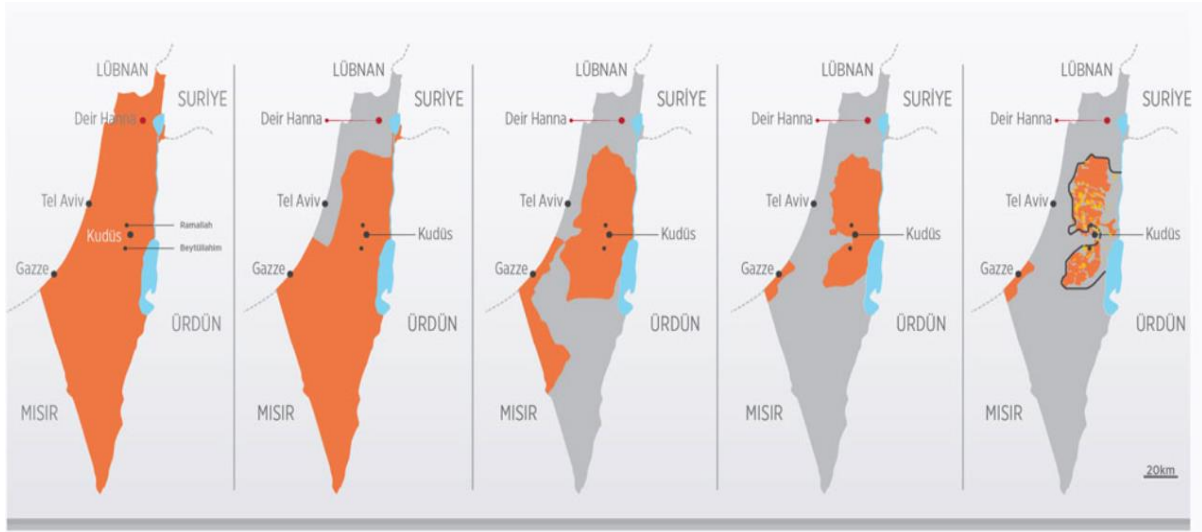 LÜBNAN
SURİYE
Deir Hanna
Tel Aviv
Ramallah
Kudüs
Beytüllahim
Gazze
ÜRDÜN
MISIR
LÜBNAN
SURİYE
Deir Hanna
Tel Aviv
Kudüs
Gazze
ÜRDÜN
MISIR
LÜBNAN
SURİYE
Deir Hanna
Tel Aviv
Kudüs
Gazze
ÜRDÜN
MISIR
LÜBNAN
SURİYE
Deir Hanna
Tel Aviv
Kudüs
Gazze
ÜRDÜN
MISIR
LÜBNAN
SURİYE
Deir Hanna
Tel Aviv
Kudüs
Gazze
ÜRDÜN
MISIR
20km